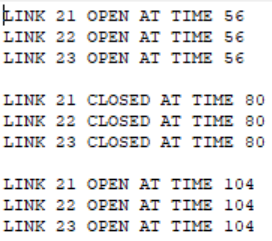 LINK 21 OPEN AT TIME 56
LINK 22 OPEN AT TIME 56
LINK 23 OPEN AT TIME 56

LINK 21 CLOSED AT TIME 80
LINK 22 CLOSED AT TIME 80
LINK 23 CLOSED AT TIME 80

LINK 21 OPEN AT TIME 104
LINK 22 OPEN AT TIME 104
LINK 23 OPEN AT TIME 104